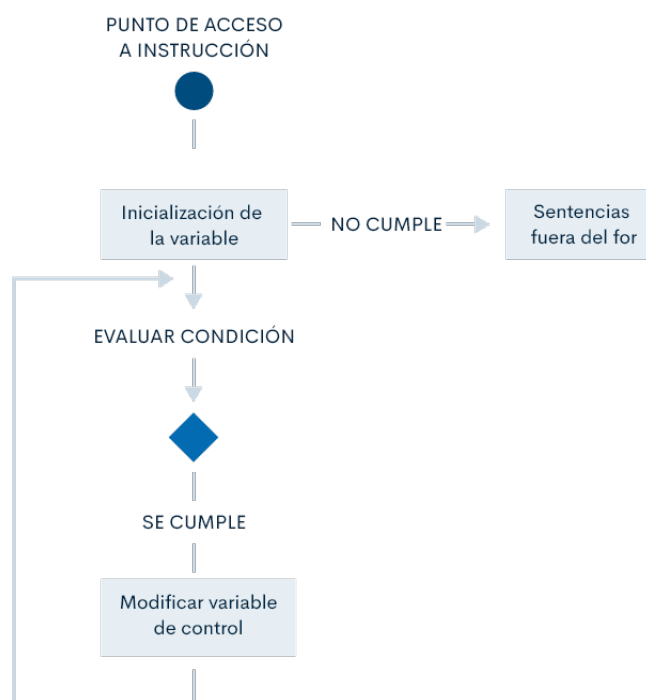 PUNTO DE ACCESO
A INSTRUCCIÓN
Inicialización de
la variable
NO CUMPLE
Sentencias
fuera del for
EVALUAR CONDICIÓN
SE CUMPLE
Modificar variable
de control